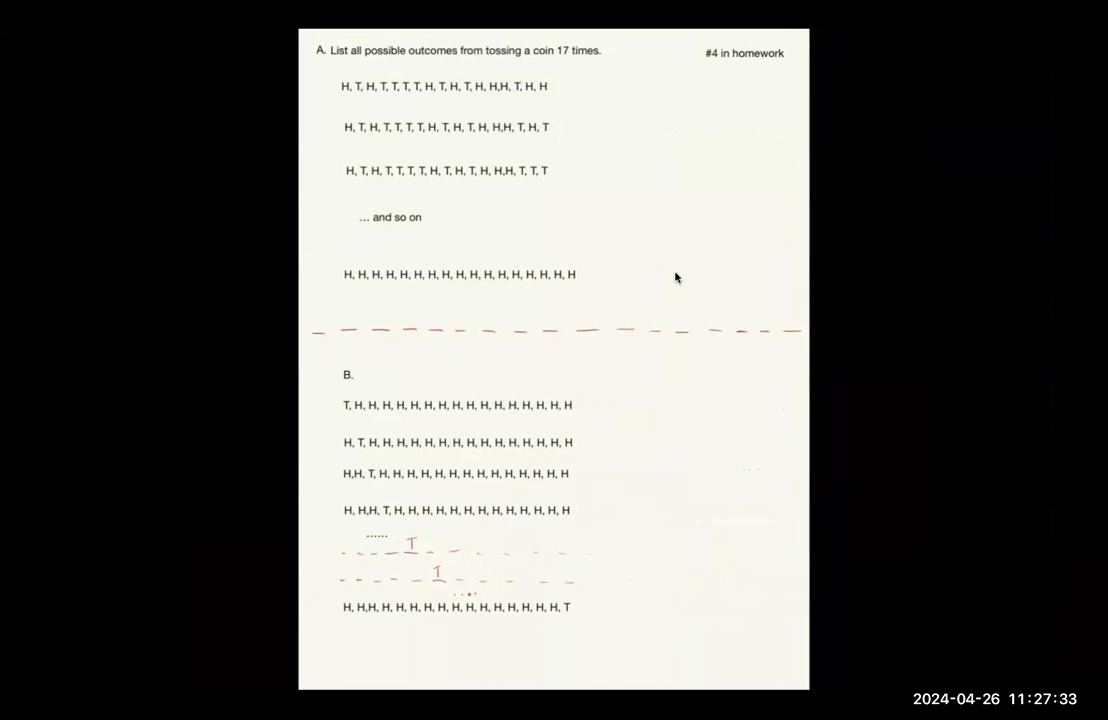 A. List all possible outcomes from tossing a coin 17 times.
#4 in homework
H, T, H, T, T, T, T, H, T, H, T, H, H,H, T, H, H
H, T, H, T, T, T, T, H, T, H, T, H, H,H, T, H, T
H, T, H, T, T, T, T, H, T, H, T, H, H,H, T, T, T
... and so on
H, H, H, H, H, H, H, H, H, H, H, H, H, H, H, H, H
B.
T, H, H, H, H, H, H, H, H, H, H, H, H, H, H, H, H
H, T, H, H, H, H, H, H, H, H, H, H, H, H, H, H, H
H,H, T, H, H, H, H, H, H, H, H, H, H, H, H, H, H
H, H,H, T, H, H, H, H, H, H, H, H, H, H, H, H, H
......
T
T
....
H, H,H, H, H, H, H, H, H, H, H, H, H, H, H, H, T
2024-04-26 11:27:33